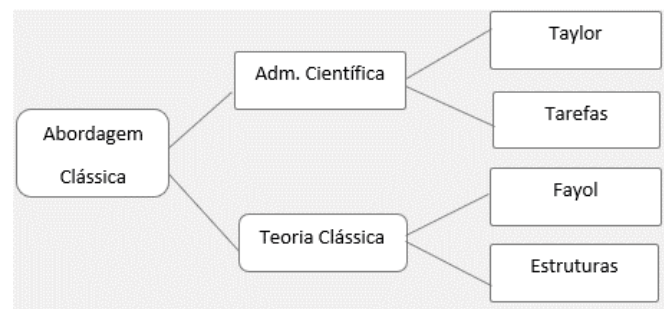 Abordagem
Clássica
Adm. Científica
Teoria Clássica
Taylor
Tarefas
Fayol
Estruturas